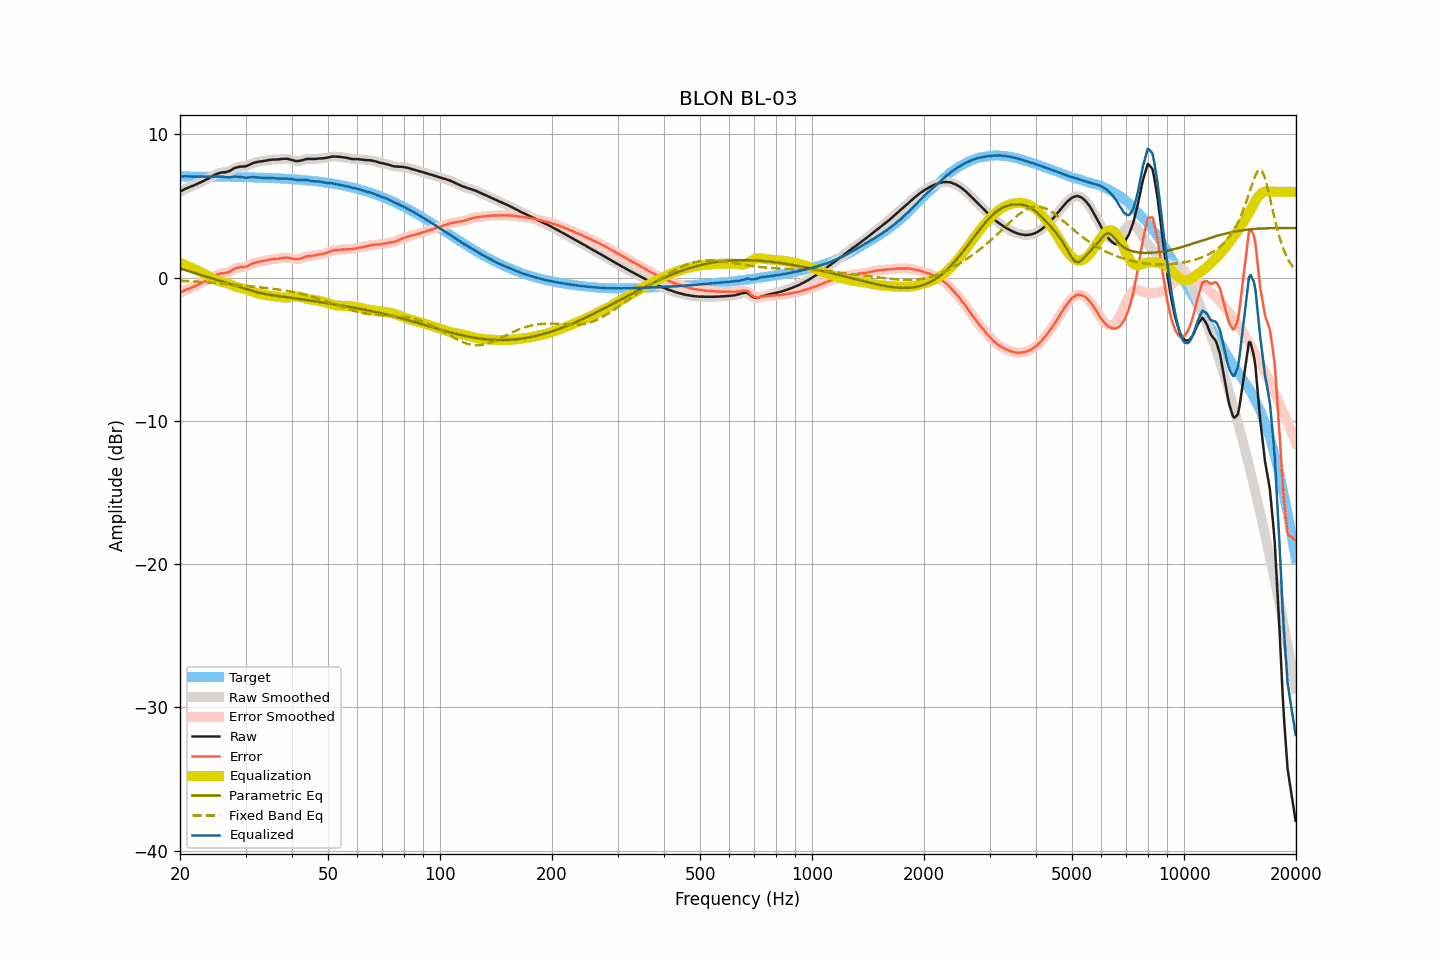 BLON BL-03
10
0
−10
−20
−30
−40
Amplitude (dBr)
Target
Raw Smoothed
Error Smoothed
Raw
Error
Equalization
Parametric Eq
Fixed Band Eq
Equalized
20 50 100 200 500 1000 2000 5000 10000 20000
Frequency (Hz)